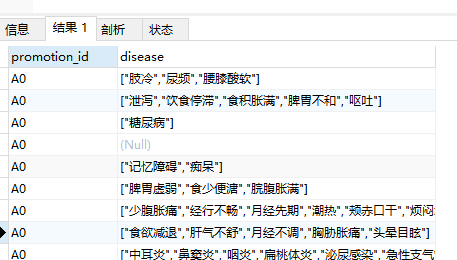 信息 结果 1 剖析 状态
promotion_id disease
A0 ["肢冷","尿频","腰膝酸软"]
A0 ["泄泻","饮食停滞","食积胀满","脾胃不和","呕吐"]
A0 ["糖尿病"]
A0 (Null)
A0 ["记忆障碍","痴呆"]
A0 ["脾胃虚弱","食少便溏","脘腹胀满"]
A0 ["少腹胀痛","经行不畅","月经先期","潮热","颊赤口干","烦闷
A0 ["食欲减退","肝气不舒","月经不调","胸胁胀痛","头晕目眩"]
A0 ["中耳炎","鼻窦炎","咽炎","扁桃体炎","泌尿感染","急性支气